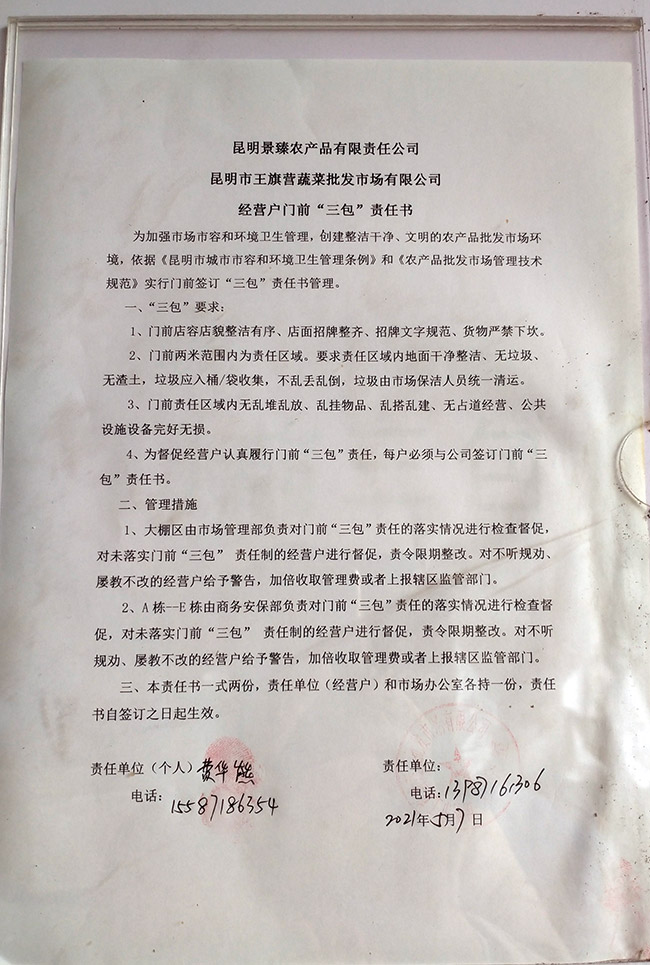 昆明景臻农产品有限责任公司
昆明市王旗营蔬菜批发市场有限公司
经营户门前“三包”责任书
为加强市场市容和环境卫生管理，创建整洁干净、文明的农产品批发市场环
境，依据《昆明市城市市容和环境卫生管理条例》和《农产品批发市场管理技术
规范》实行门前签订“三包”责任书管理。
一、“三包”要求：
1、门前店容店貌整洁有序、店面招牌整齐、招牌文字规范、货物严禁下坎。
2、门前两米范围内为责任区域。要求责任区域内地面干净整洁、无垃圾、
无渣土，垃圾应入桶/袋收集，不乱丢乱倒，垃圾由市场保洁人员统一清运。
3、门前责任区域内无乱堆乱放、乱挂物品、乱搭乱建、无占道经营、公共
设施设备完好无损。
4、为督促经营户认真履行门前“三包”责任，每户必须与公司签订门前“三
包”责任书。
二、管理措施
1、大棚区由市场管理部负责对门前“三包”责任的落实情况进行检查督促，
对未落实门前“三包” 责任制的经营户进行督促，责令限期整改。对不听规劝、
屡教不改的经营户给予警告，加倍收取管理费或者上报辖区监管部门。
2、A 栋--E 栋由商务安保部负责对门前“三包”责任的落实情况进行检查督
促，对未落实门前“三包” 责任制的经营户进行督促，责令限期整改。对不听
规劝、屡教不改的经营户给予警告，加倍收取管理费或者上报辖区监管部门。
三、本责任书一式两份，责任单位（经营户）和市场办公室各持一份，责任
书自签订之日起生效。
责任单位（个人）华熊
责任单位：
电话：15587186354
电话：13987161306
2021年5月7日